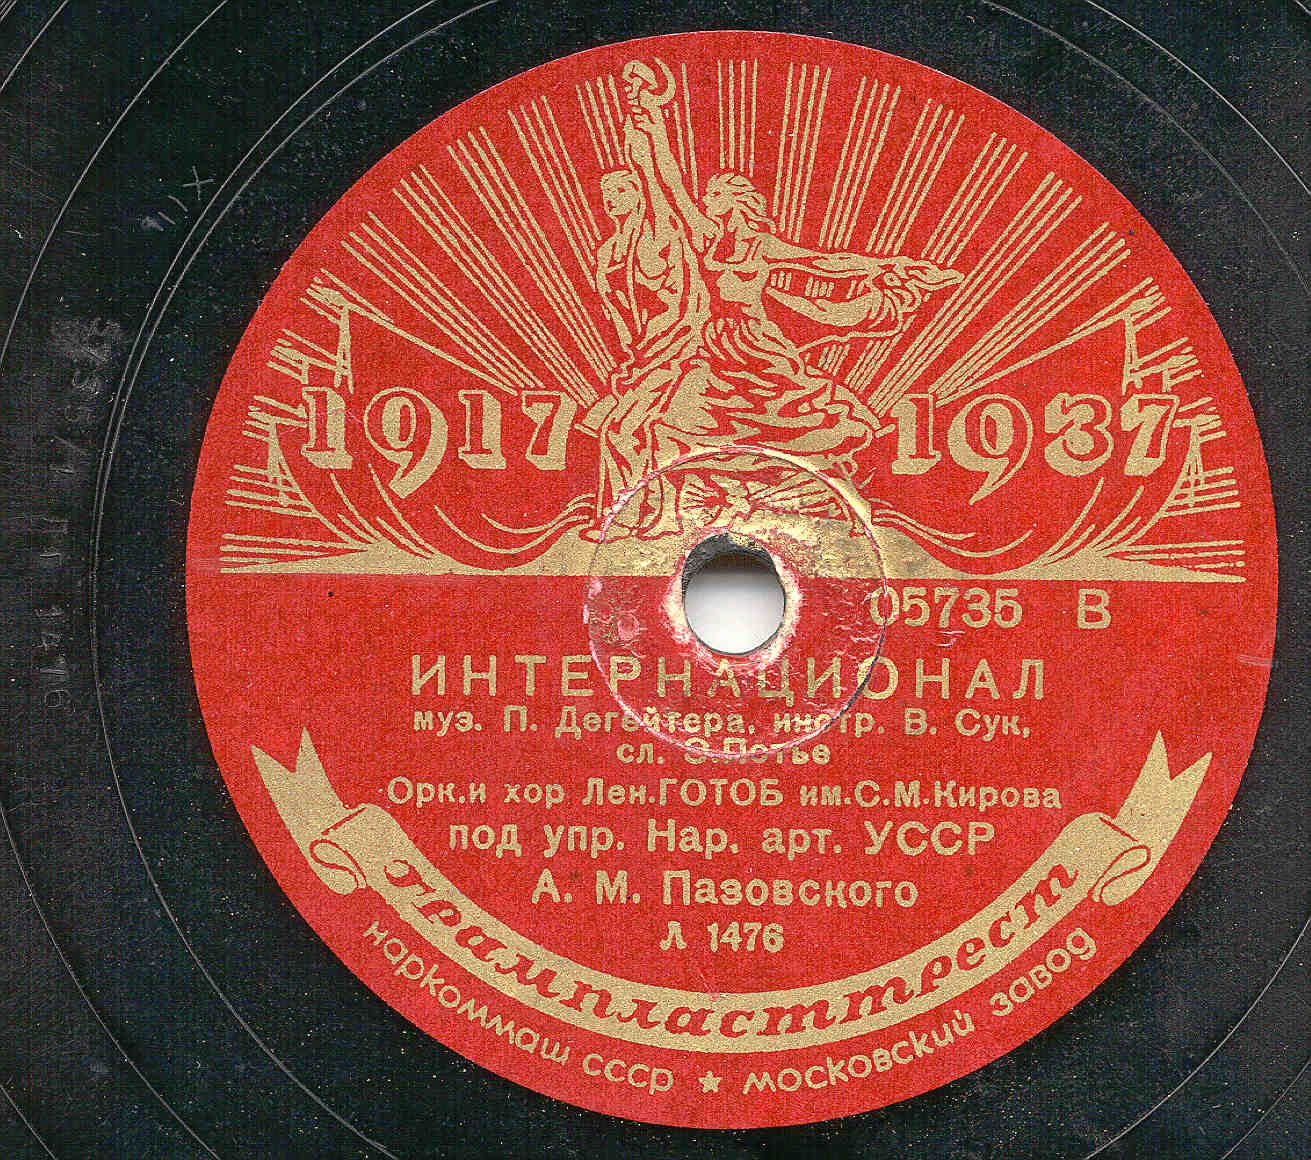 1917 1937
05735 В
ИНТЕРНАЦИОНАЛ
муз. П. Дегейтера, инстр. В. Сук,
сл. Э.Потье
Орк.и хор Лен.ГОТОБ им.С.М.Кирова
под упр. Нар. арт. УССР
А. М. Пазовского
Л 1476
Грампласттрест
наркоммаш СССР ★ московский завод